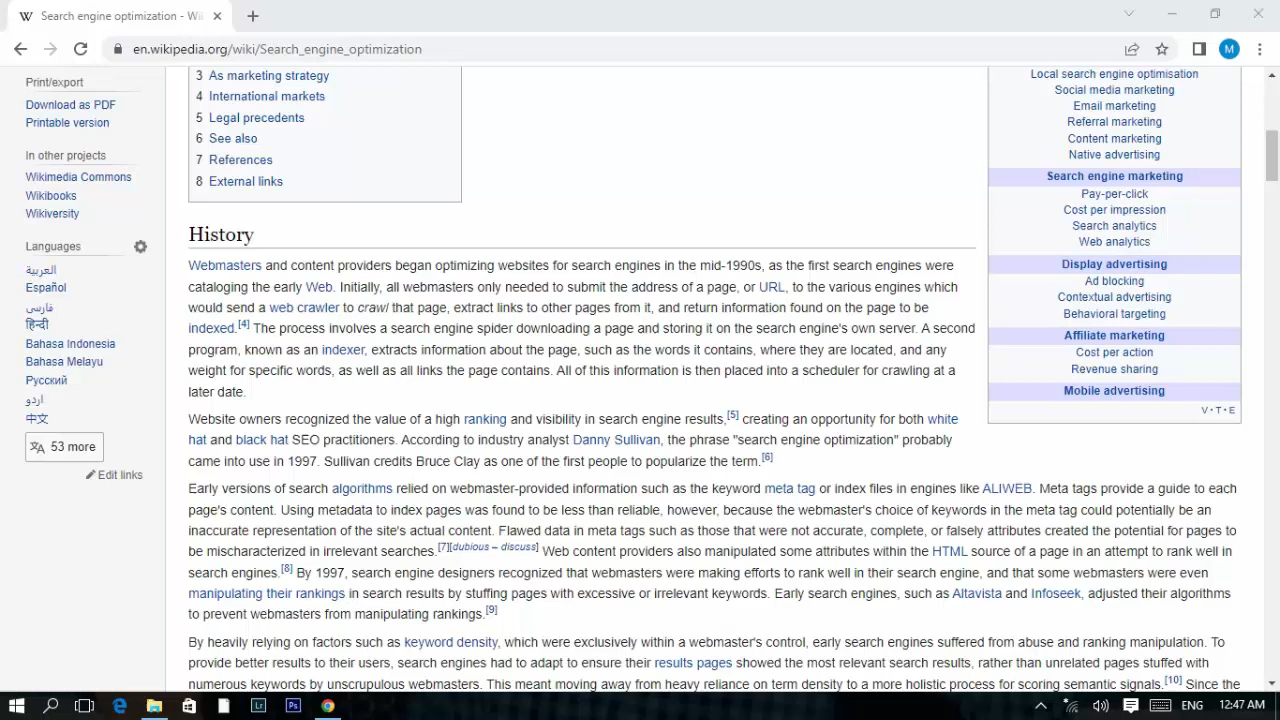 Search engine optimization - Wi
en.wikipedia.org/wiki/Search_engine_optimization
M
Print/export
Download as PDF
Printable version
In other projects
Wikimedia Commons
Wikibooks
Wikiversity
Languages
العربية
Español
فارسی
हिन्दी
Bahasa Indonesia
Bahasa Melayu
Русский
اردو
中文
53 more
Edit links
3 As marketing strategy
4 International markets
5 Legal precedents
6 See also
7 References
8 External links
History
Webmasters and content providers began optimizing websites for search engines in the mid-1990s, as the first search engines were
cataloging the early Web. Initially, all webmasters only needed to submit the address of a page, or URL, to the various engines which
would send a web crawler to crawl that page, extract links to other pages from it, and return information found on the page to be
indexed.[4] The process involves a search engine spider downloading a page and storing it on the search engine's own server. A second
program, known as an indexer, extracts information about the page, such as the words it contains, where they are located, and any
weight for specific words, as well as all links the page contains. All of this information is then placed into a scheduler for crawling at a
later date.
Website owners recognized the value of a high ranking and visibility in search engine results,[5] creating an opportunity for both white
hat and black hat SEO practitioners. According to industry analyst Danny Sullivan, the phrase "search engine optimization" probably
came into use in 1997. Sullivan credits Bruce Clay as one of the first people to popularize the term.[6]
Early versions of search algorithms relied on webmaster-provided information such as the keyword meta tag or index files in engines like ALIWEB. Meta tags provide a guide to each
page's content. Using metadata to index pages was found to be less than reliable, however, because the webmaster's choice of keywords in the meta tag could potentially be an
inaccurate representation of the site's actual content. Flawed data in meta tags such as those that were not accurate, complete, or falsely attributes created the potential for pages to
be mischaracterized in irrelevant searches.[7][dubious – discuss] Web content providers also manipulated some attributes within the HTML source of a page in an attempt to rank well in
search engines.[8] By 1997, search engine designers recognized that webmasters were making efforts to rank well in their search engine, and that some webmasters were even
manipulating their rankings in search results by stuffing pages with excessive or irrelevant keywords. Early search engines, such as Altavista and Infoseek, adjusted their algorithms
to prevent webmasters from manipulating rankings.[9]
By heavily relying on factors such as keyword density, which were exclusively within a webmaster's control, early search engines suffered from abuse and ranking manipulation. To
provide better results to their users, search engines had to adapt to ensure their results pages showed the most relevant search results, rather than unrelated pages stuffed with
numerous keywords by unscrupulous webmasters. This meant moving away from heavy reliance on term density to a more holistic process for scoring semantic signals.[10] Since the
Local search engine optimisation
Social media marketing
Email marketing
Referral marketing
Content marketing
Native advertising
Search engine marketing
Pay-per-click
Cost per impression
Search analytics
Web analytics
Display advertising
Ad blocking
Contextual advertising
Behavioral targeting
Affiliate marketing
Cost per action
Revenue sharing
Mobile advertising
V · T · E
ENG
12:47 AM